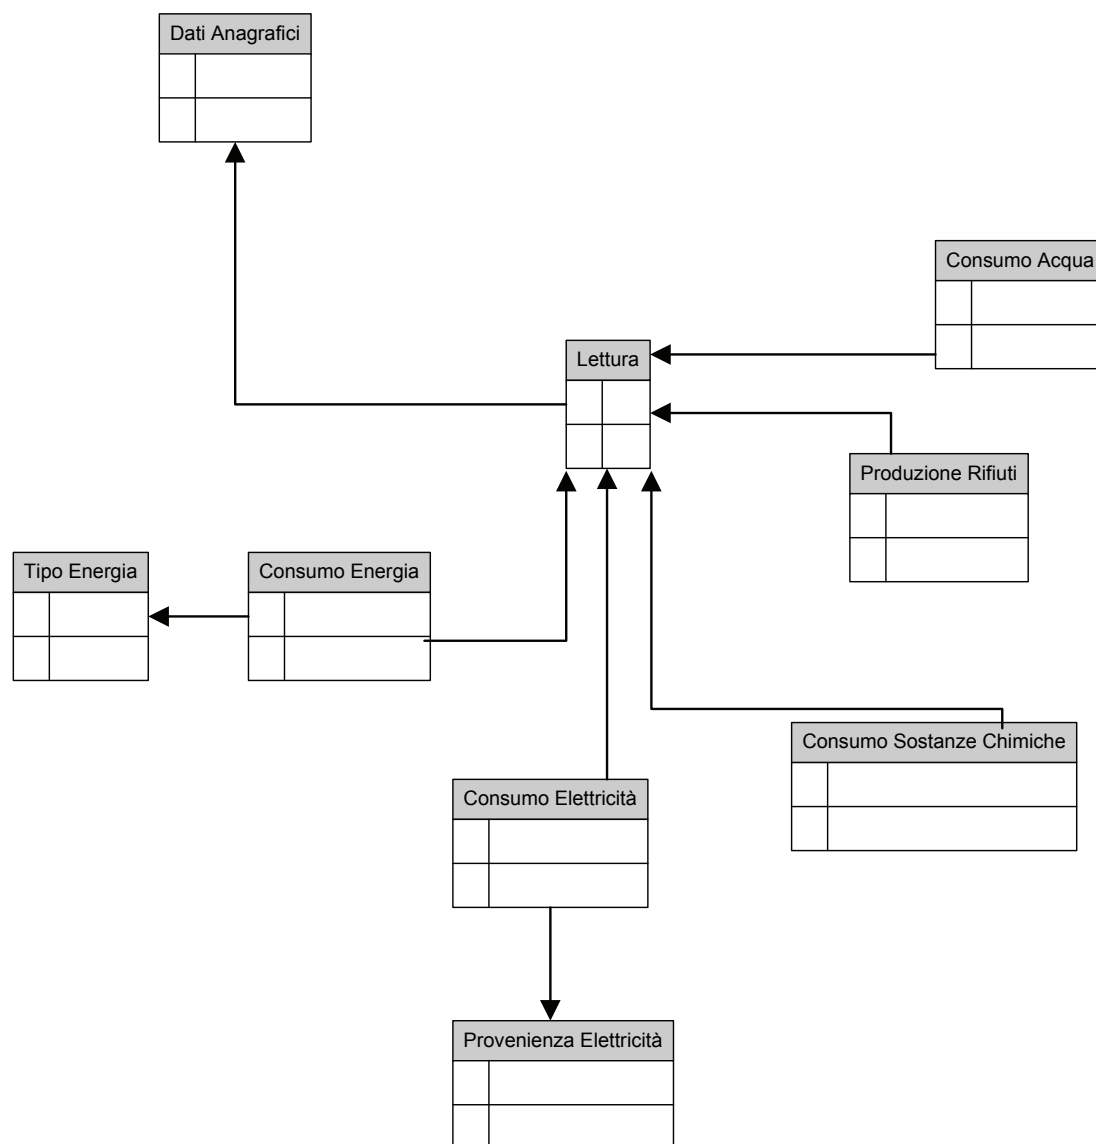 Dati Anagrafici
Consumo Acqua
Lettura
Produzione Rifiuti
Tipo Energia
Consumo Energia
Consumo Sostanze Chimiche
Consumo Elettricità
Provenienza Elettricità